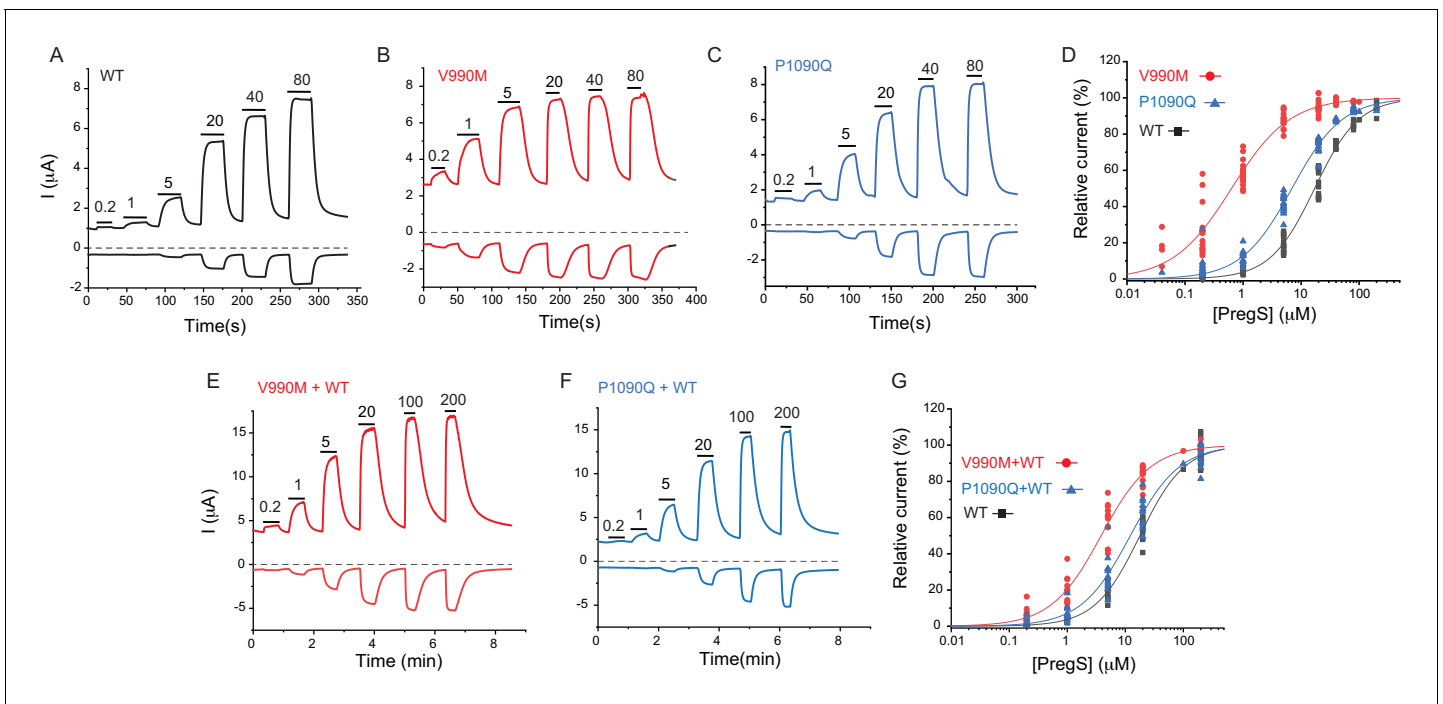 A
WT
I (μA)
8
6
4
2
0
-2
0.2
1
5
20
40
80
0 50 100 150 200 250 300 350
Time(s)
B
V990M
8
6
4
2
0
-2
0.2
1
5
20
40
80
0 50 100 150 200 250 300 350 400
Time(s)
C
P1090Q
8
6
4
2
0
-2
0.2
1
5
20
40
80
0 50 100 150 200 250 300
Time(s)
D
V990M
P1090Q
WT
Relative current (%)
120
100
80
60
40
20
0
0.01 0.1 1 10 100
[PregS] (μM)
E
V990M + WT
I (μA)
15
10
5
0
-5
0.2
1
5
20
100
200
0 2 4 6 8
Time (min)
F
P1090Q + WT
15
10
5
0
-5
0.2
1
5
20
100
200
0 2 4 6 8
Time(min)
G
V990M+WT
P1090Q+WT
WT
Relative current (%)
120
100
80
60
40
20
0
0.01 0.1 1 10 100
[PregS] (μM)